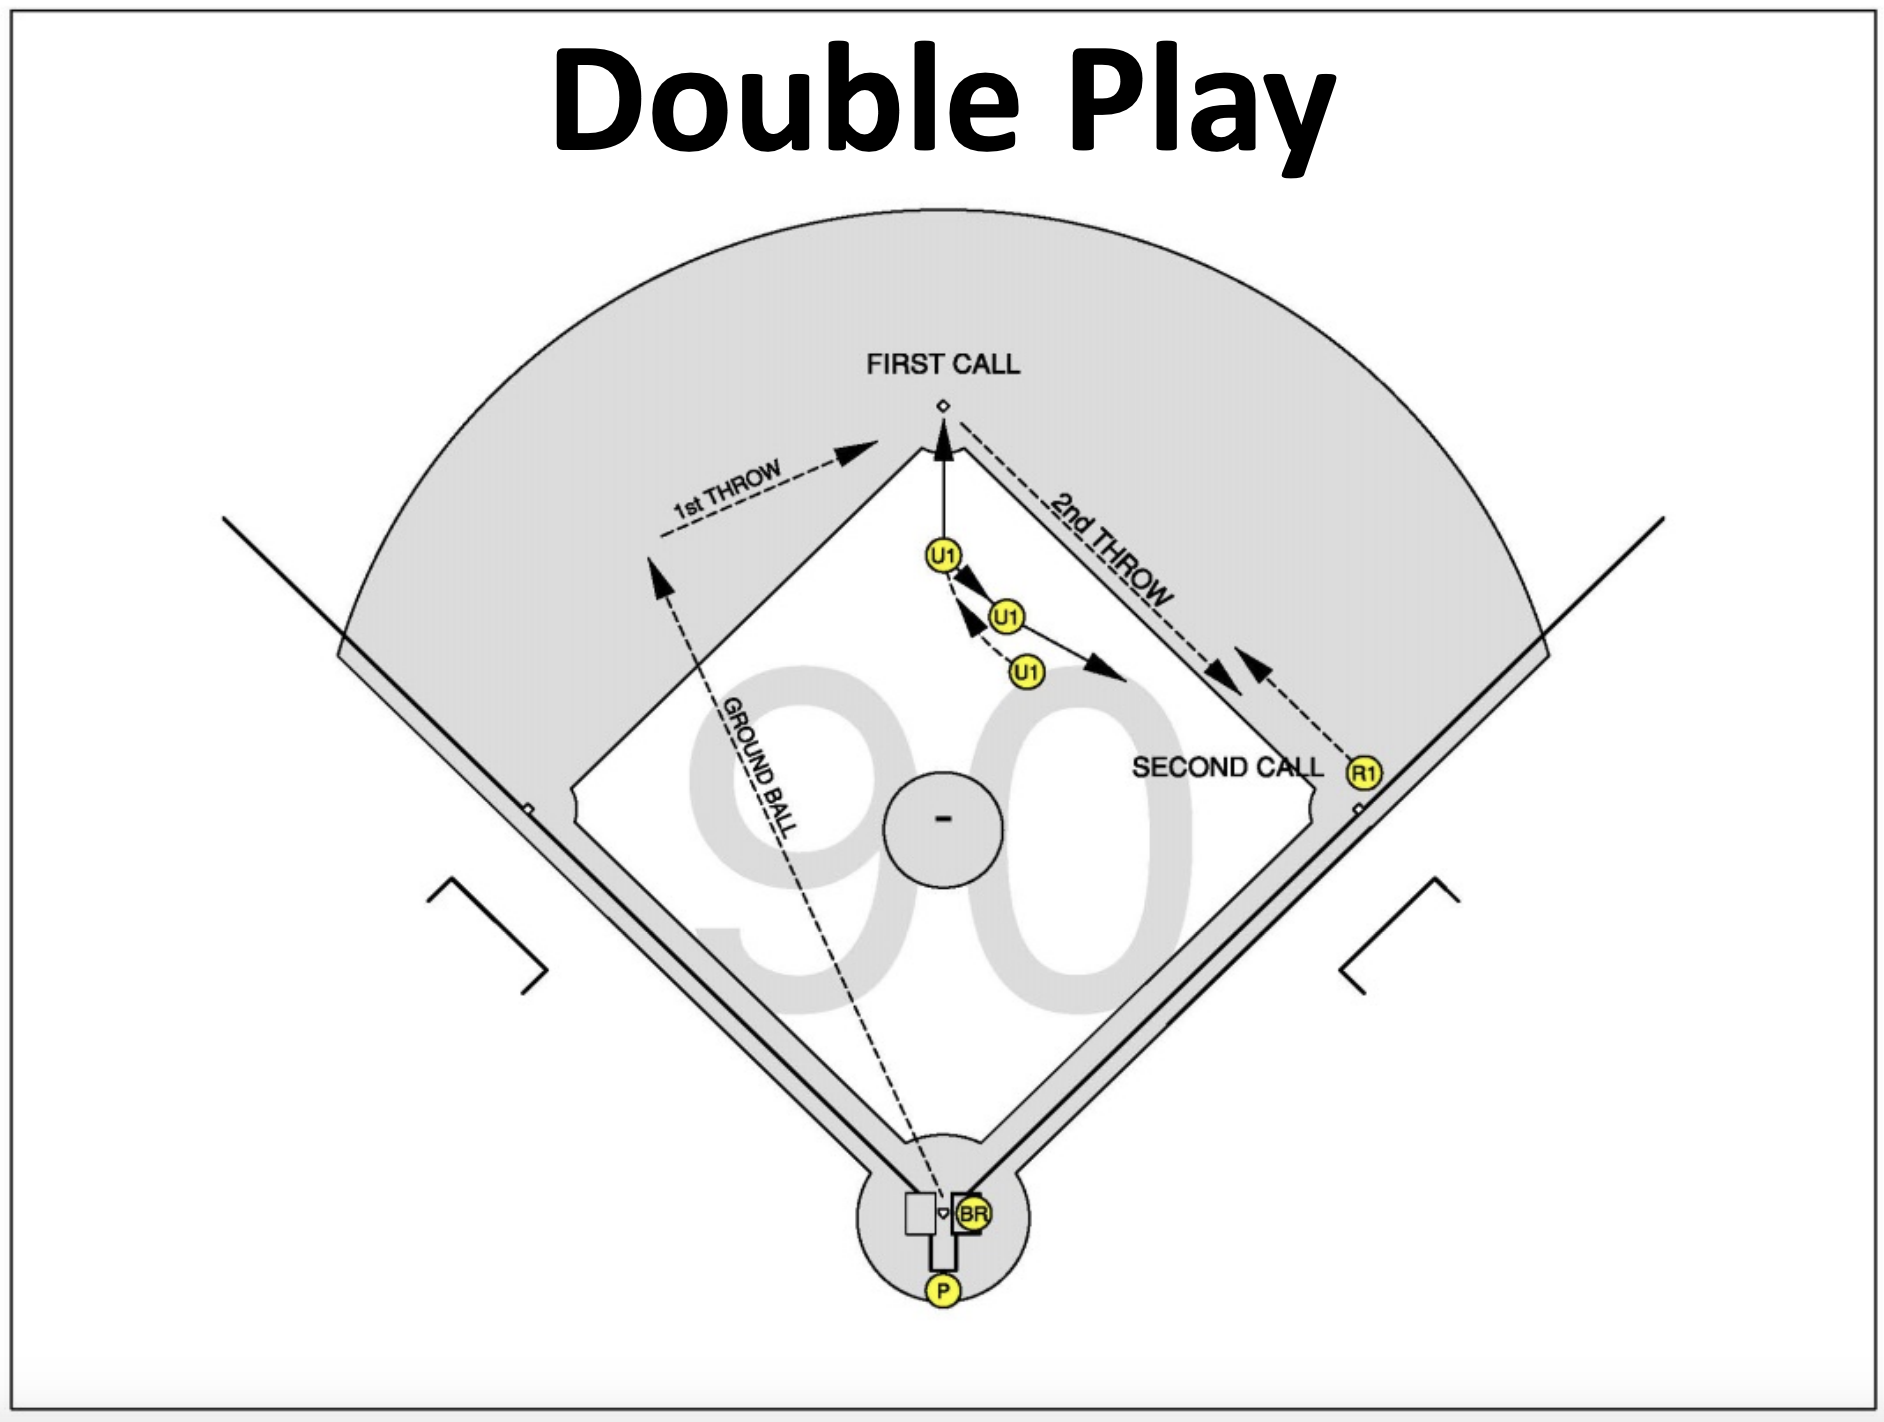 Double Play
FIRST CALL
1st THROW
2nd THROW
U1
U1
U1
GROUND BALL
90
SECOND CALL
R1
BR
P